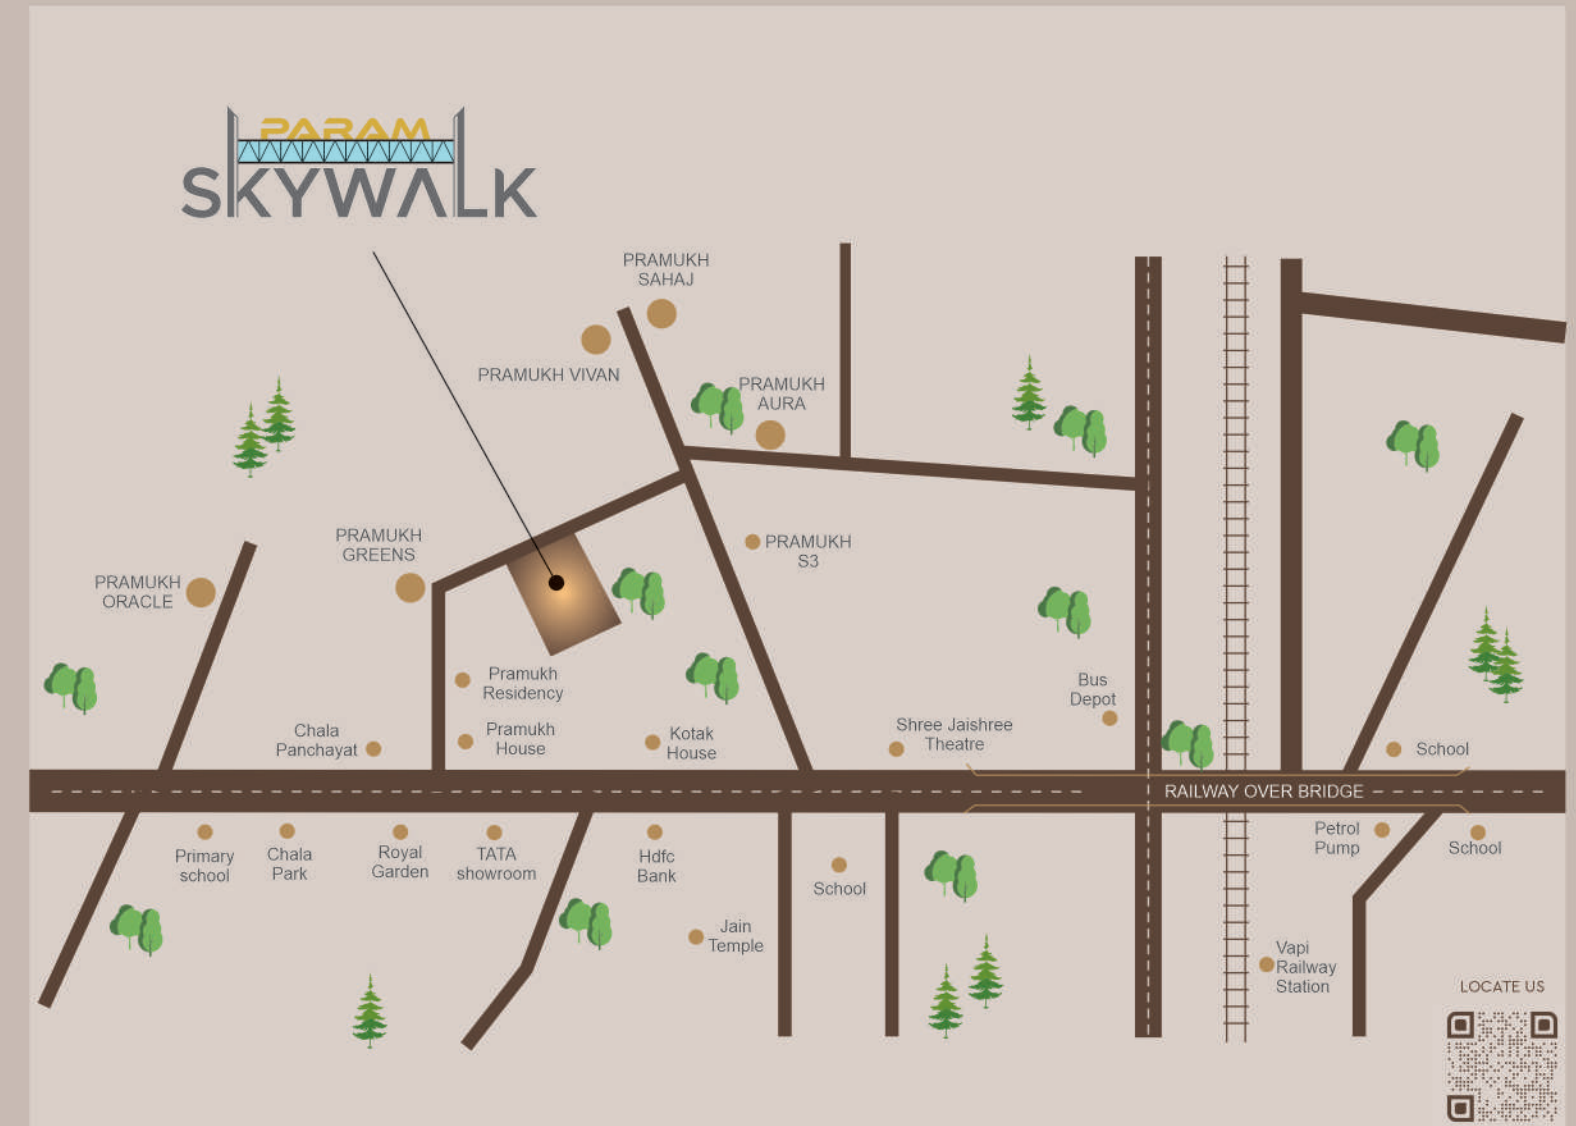 PARAM
SKYWALK
PRAMUKH
SAHAJ
PRAMUKH VIVAN
PRAMUKH
AURA
PRAMUKH
GREENS
PRAMUKH
S3
PRAMUKH
ORACLE
Pramukh
Residency
Bus
Depot
Chala
Panchayat
Pramukh
House
Kotak
House
Shree Jaishree
Theatre
School
RAILWAY OVER BRIDGE
Primary
school
Chala
Park
Royal
Garden
TATA
showroom
Hdfc
Bank
School
Petrol
Pump
School
Jain
Temple
Vapi
Railway
Station
LOCATE US